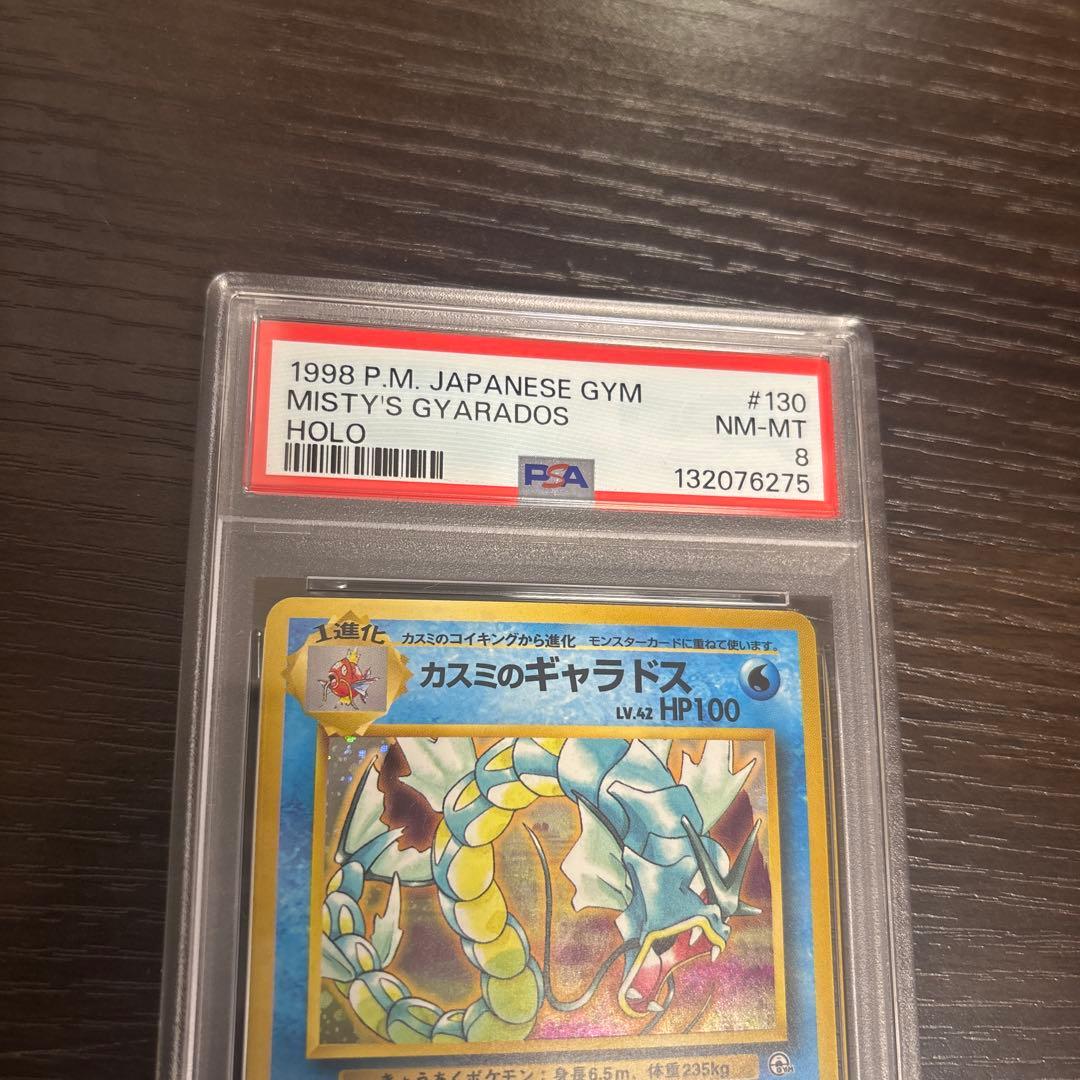 1998 P.M. JAPANESE GYM #130
MISTY'S GYARADOS NM-MT
HOLO 8
PSA 132076275
1進化 カスミのコイキングから進化 モンスターカードに重ねて使います。
カスミのギャラドス
LV.42 HP100
きょうあくポケモン：身長6.5m、体重235kg
GYM